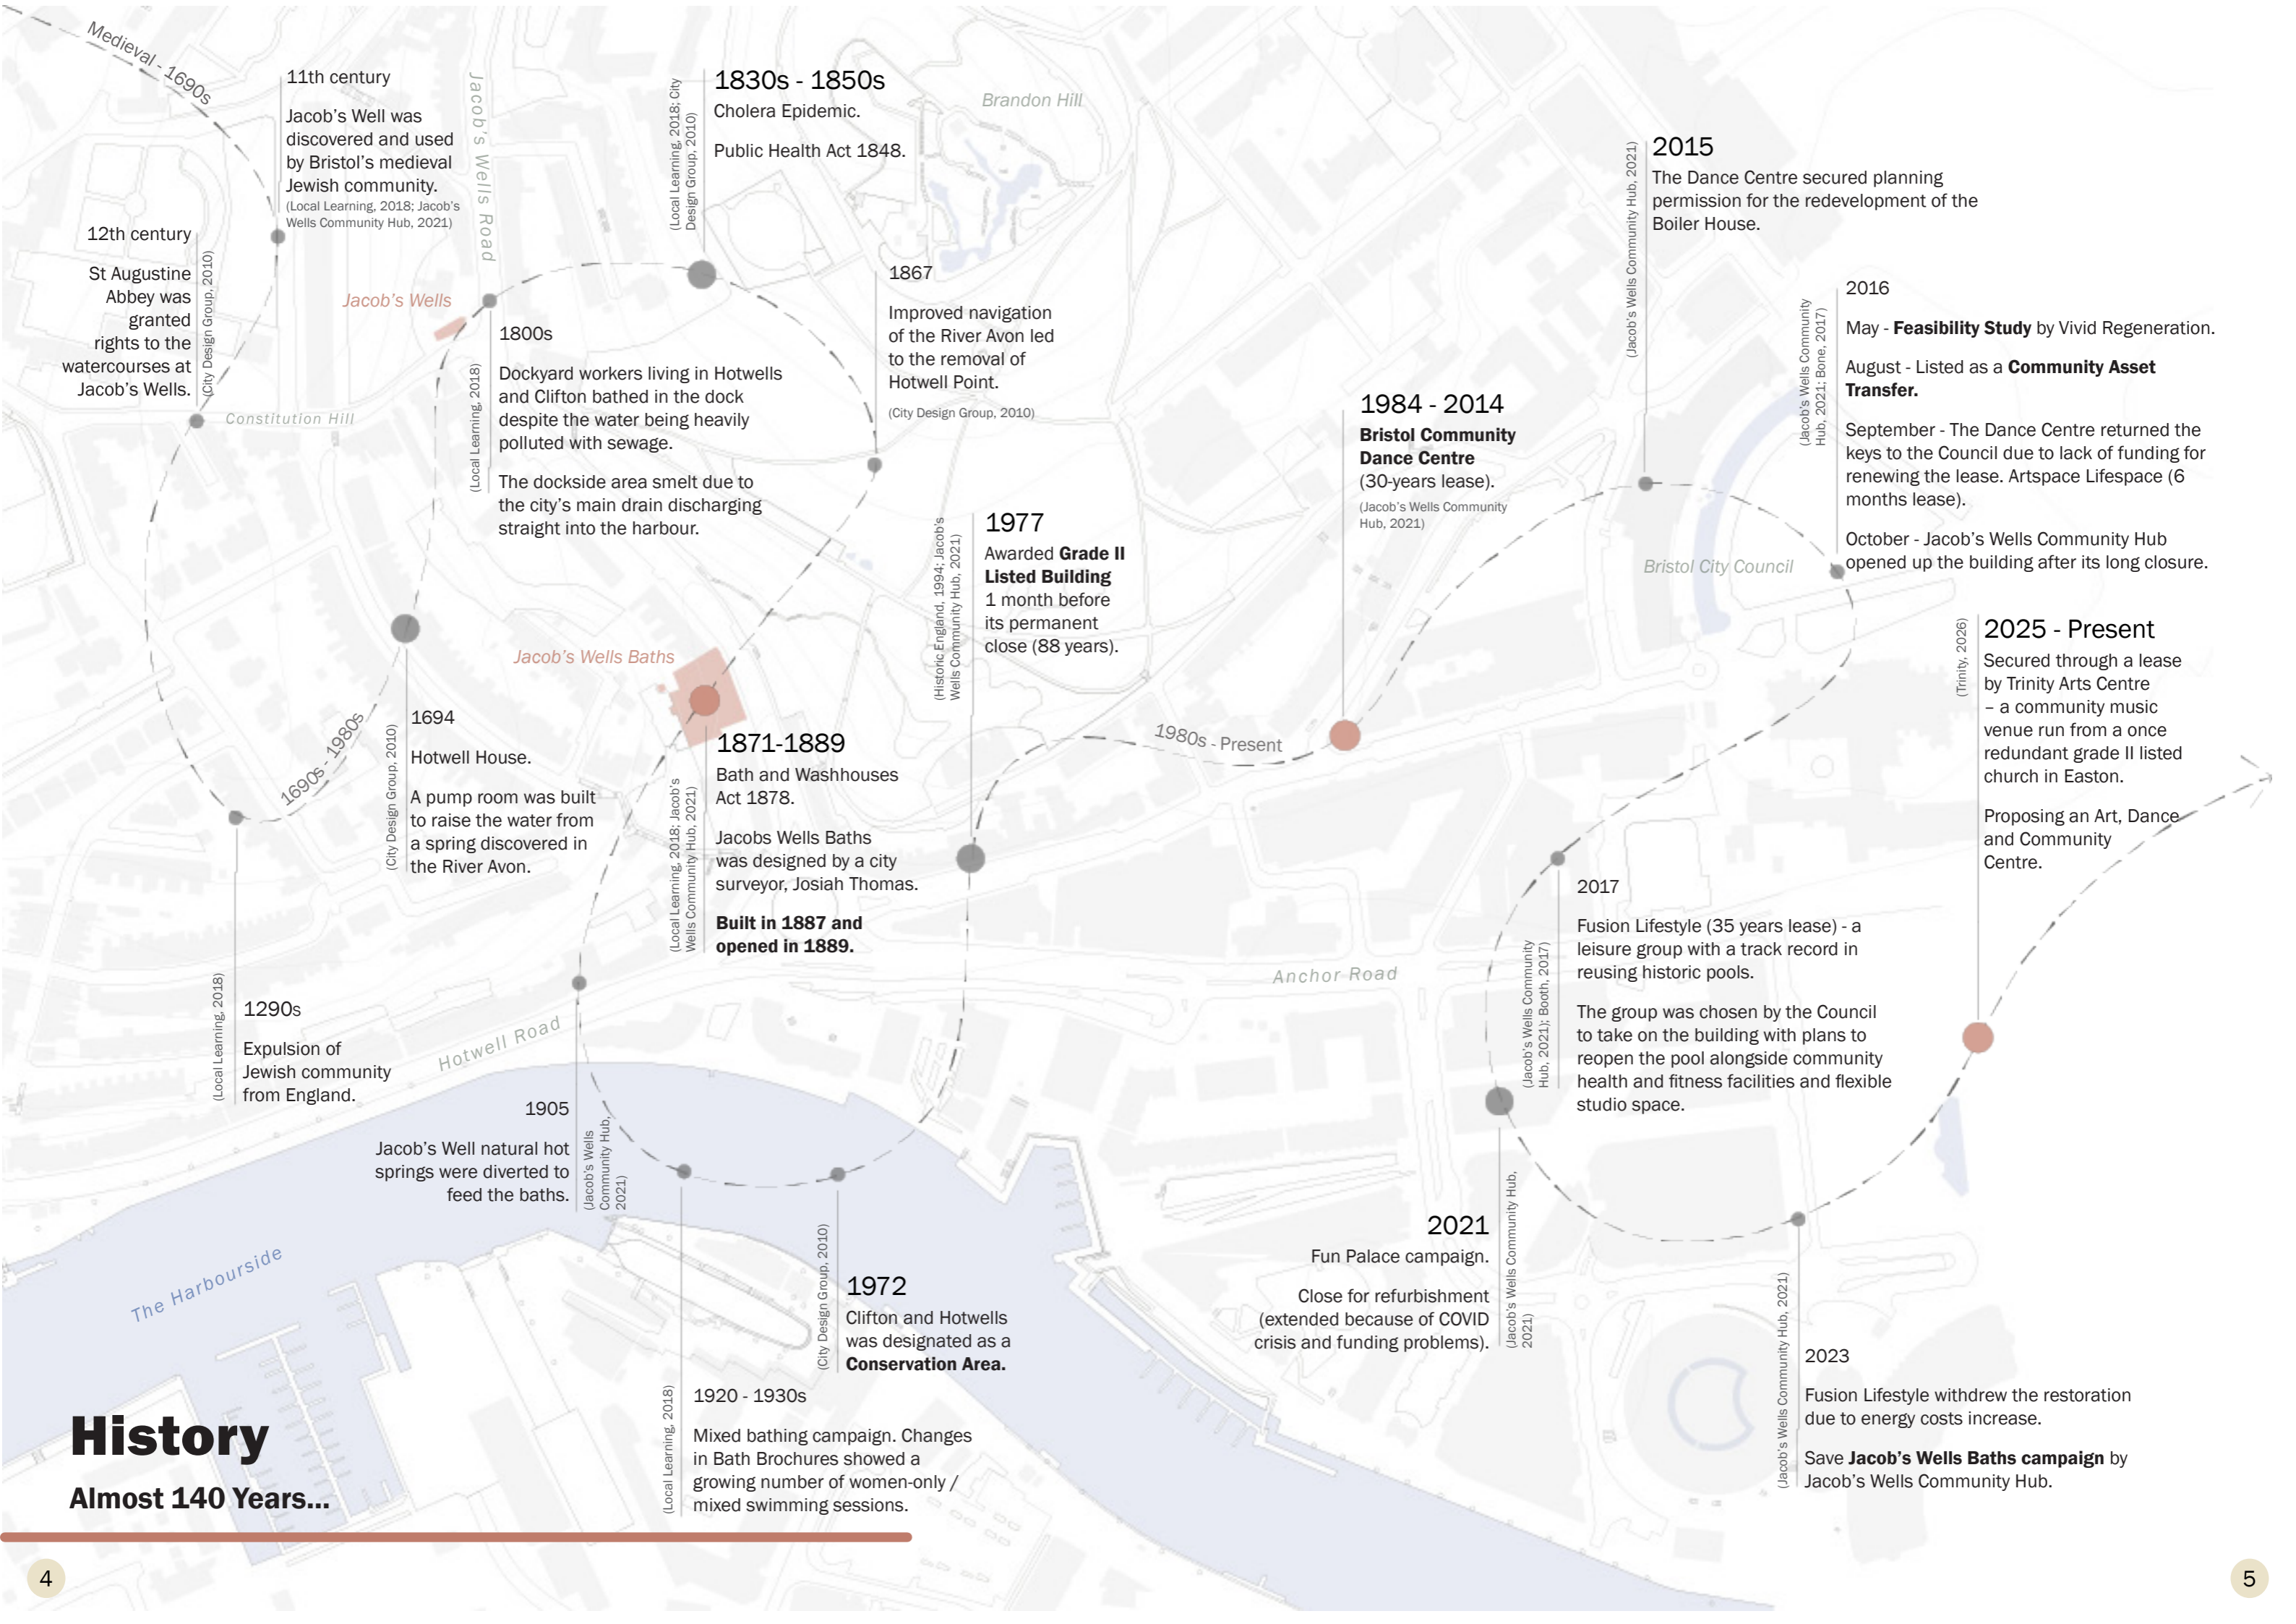 Medieval - 1690s
11th century
Jacob's Well was
discovered and used
by Bristol's medieval
Jewish community.
(Local Learning, 2018; Jacob's
Wells Community Hub, 2021)
12th century
St Augustine
Abbey was
granted
rights to the
watercourses at
Jacob's Wells.
(City Design Group, 2010)
Constitution Hill
Jacob's Wells Road
Jacob's Wells
1800s
Dockyard workers living in Hotwells
and Clifton bathed in the dock
despite the water being heavily
polluted with sewage.
The dockside area smelt due to
the city's main drain discharging
straight into the harbour.
(Local Learning, 2018)
1830s - 1850s
Cholera Epidemic.
Public Health Act 1848.
(Local Learning, 2018; City
Design Group, 2010)
Brandon Hill
1867
Improved navigation
of the River Avon led
to the removal of
Hotwell Point.
(City Design Group, 2010)
1290s
Expulsion of
Jewish community
from England.
(Local Learning, 2018)
1690s - 1980s
1694
Hotwell House.
A pump room was built
to raise the water from
a spring discovered in
the River Avon.
(City Design Group, 2010)
Jacob's Wells Baths
1871-1889
Bath and Washhouses
Act 1878.
Jacobs Wells Baths
was designed by a city
surveyor, Josiah Thomas.
Built in 1887 and
opened in 1889.
(Local Learning, 2018; Jacob's
Wells Community Hub, 2021)
Hotwell Road
1905
Jacob's Well natural hot
springs were diverted to
feed the baths.
(Jacob's Wells
Community Hub,
2021)
1920 - 1930s
Mixed bathing campaign. Changes
in Bath Brochures showed a
growing number of women-only /
mixed swimming sessions.
(Local Learning, 2018)
1972
Clifton and Hotwells
was designated as a
Conservation Area.
(City Design Group, 2010)
1977
Awarded Grade II
Listed Building
1 month before
its permanent
close (88 years).
(Historic England, 1994; Jacob's
Wells Community Hub, 2021)
1980s - Present
1984 - 2014
Bristol Community
Dance Centre
(30-years lease).
(Jacob's Wells Community
Hub, 2021)
Anchor Road
2015
The Dance Centre secured planning
permission for the redevelopment of the
Boiler House.
(Jacob's Wells Community Hub, 2021)
Bristol City Council
2016
May - Feasibility Study by Vivid Regeneration.
August - Listed as a Community Asset
Transfer.
September - The Dance Centre returned the
keys to the Council due to lack of funding for
renewing the lease. Artspace Lifespace (6
months lease).
October - Jacob's Wells Community Hub
opened up the building after its long closure.
(Jacob's Wells Community
Hub, 2021; Bone, 2017)
2017
Fusion Lifestyle (35 years lease) - a
leisure group with a track record in
reusing historic pools.
The group was chosen by the Council
to take on the building with plans to
reopen the pool alongside community
health and fitness facilities and flexible
studio space.
(Jacob's Wells Community
Hub, 2021); Booth, 2017)
2021
Fun Palace campaign.
Close for refurbishment
(extended because of COVID
crisis and funding problems).
(Jacob's Wells Community Hub,
2021)
2023
Fusion Lifestyle withdrew the restoration
due to energy costs increase.
Save Jacob's Wells Baths campaign by
Jacob's Wells Community Hub.
(Jacob's Wells Community Hub, 2021)
2025 - Present
Secured through a lease
by Trinity Arts Centre
– a community music
venue run from a once
redundant grade II listed
church in Easton.
Proposing an Art, Dance
and Community
Centre.
(Trinity, 2026)
The Harbourside
History
Almost 140 Years...
4
5